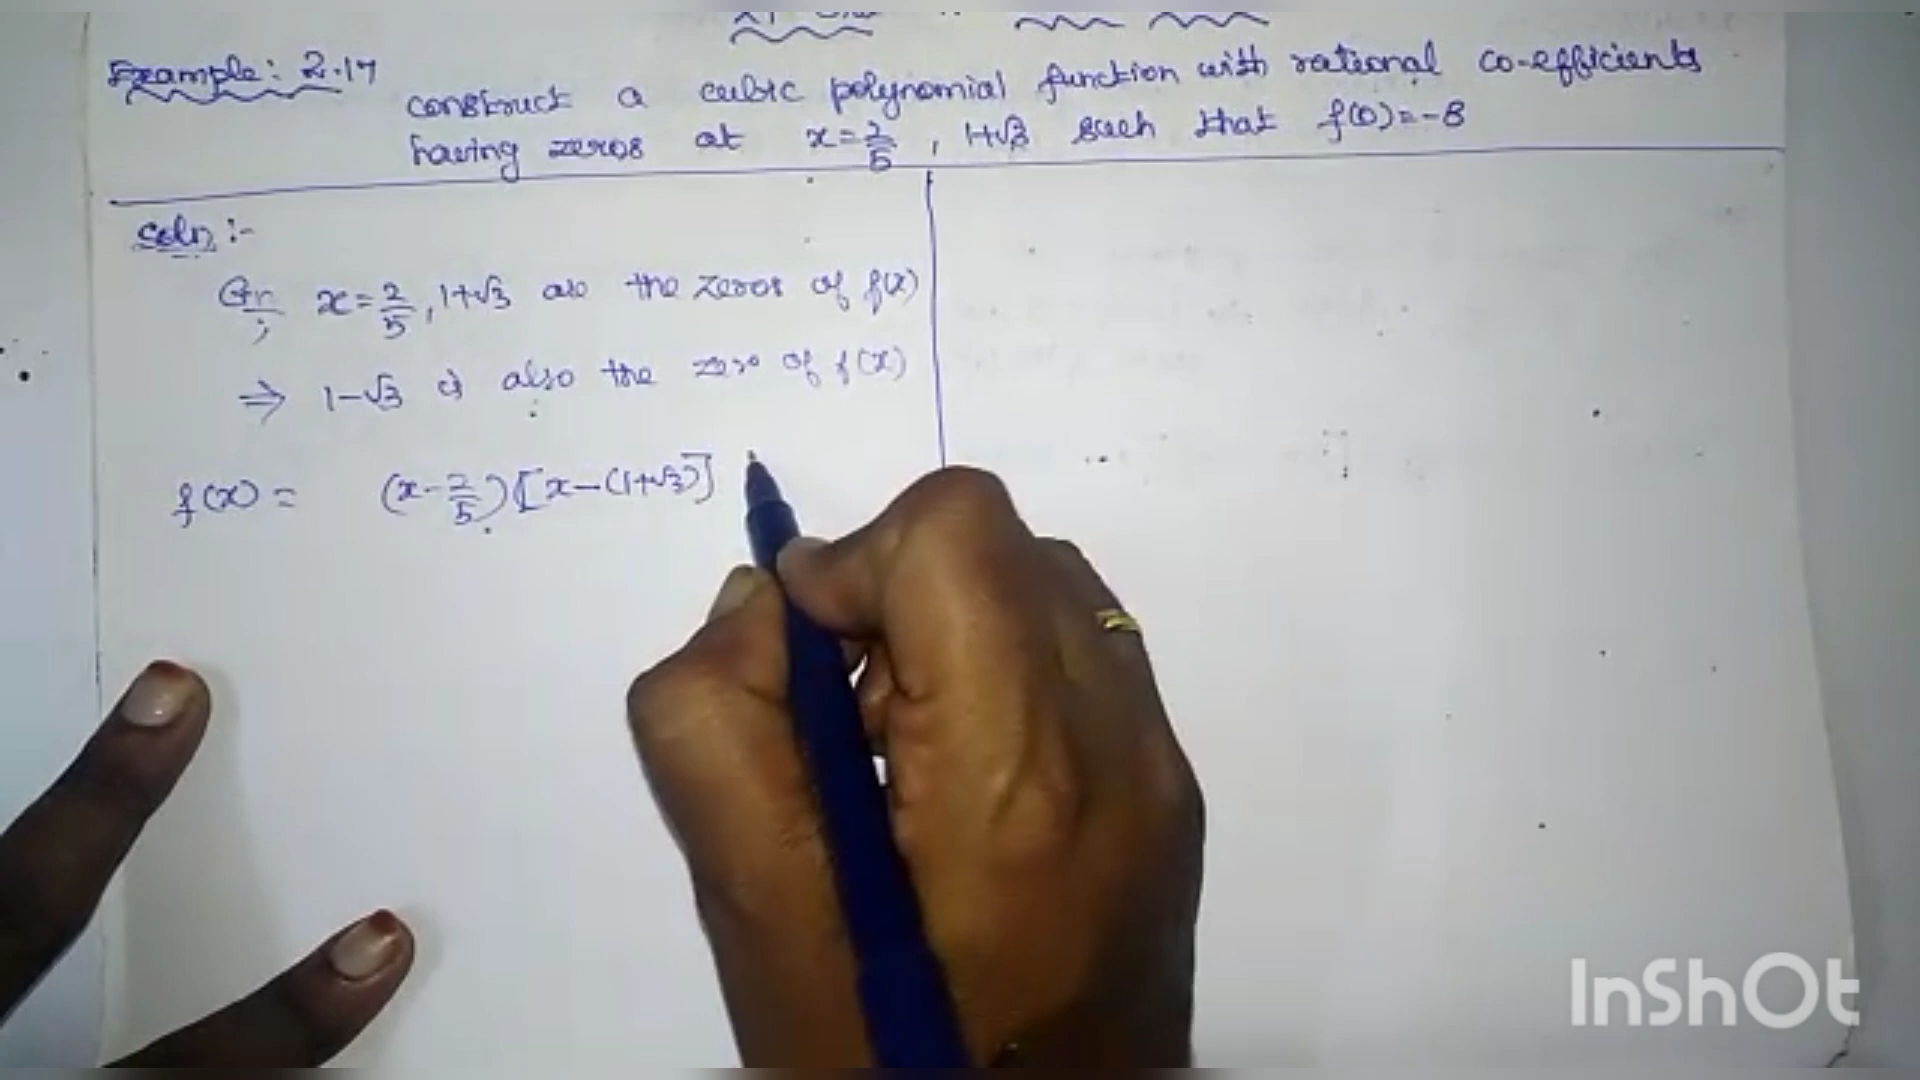 Example: 2.17
construct a cubic polynomial function with rational co-efficients
having zeros at x=2/5, 1+√3 such that f(0)=-8
Soln:-
Gn; x=2/5, 1+√3 are the zeros of f(x)
⇒ 1-√3 is also the zero of f(x)
f(x) = (x-2/5)[x-(1+√3)]
InShOt